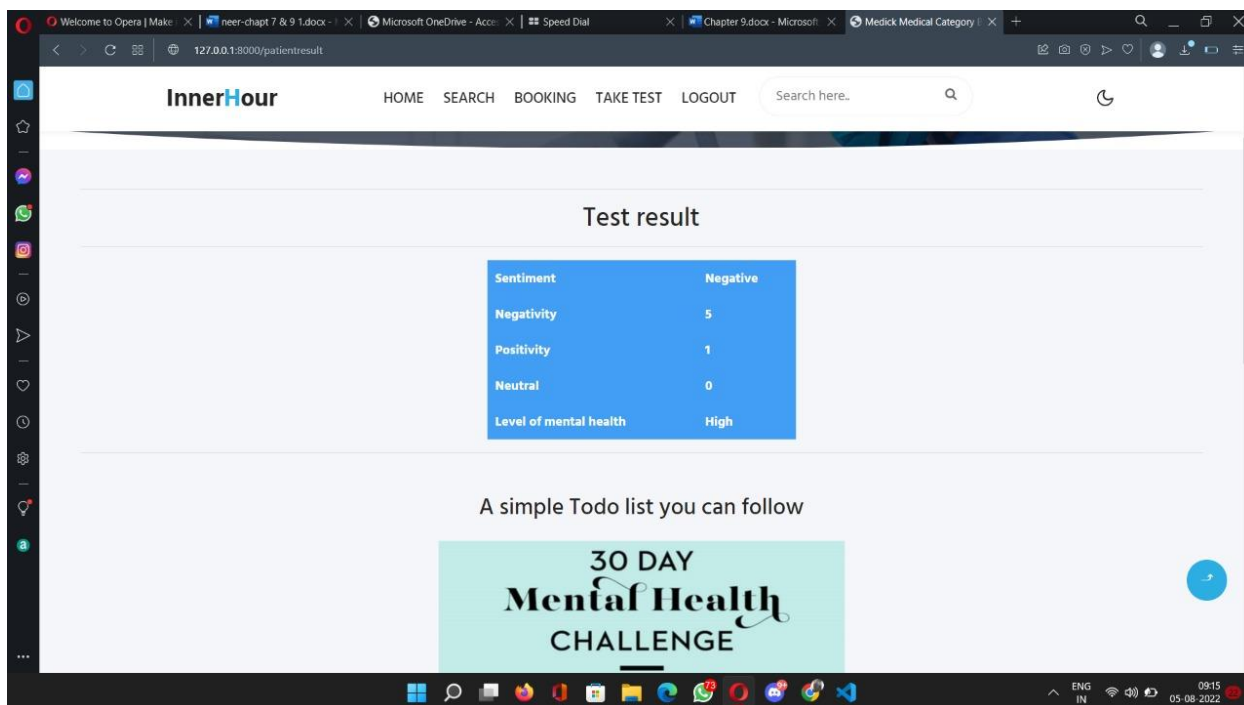 Welcome to Opera | Make
neer-chapt 7 & 9 1.docx -
Microsoft OneDrive - Acce
Speed Dial
Chapter 9.docx - Microsoft
Medick Medical Category
127.0.0.1:8000/patientresult
InnerHour
HOME SEARCH BOOKING TAKE TEST LOGOUT
Search here..
Test result
Sentiment Negative
Negativity 5
Positivity 1
Neutral 0
Level of mental health High
A simple Todo list you can follow
30 DAY
Mental Health
CHALLENGE
a
73
ENG
IN
09:15
05-08-2022